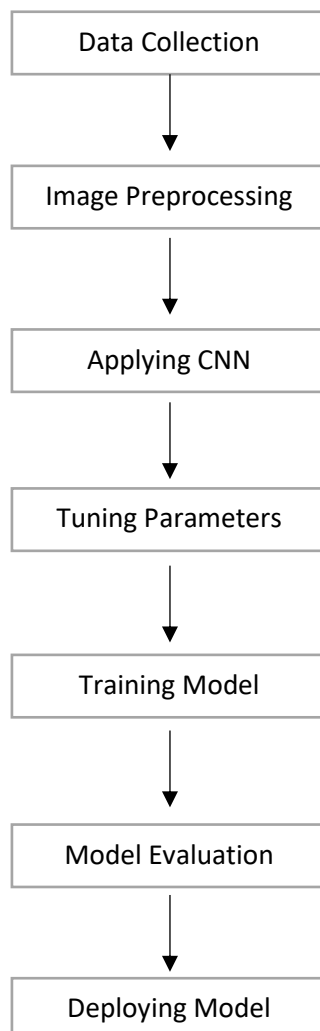 Data Collection
Image Preprocessing
Applying CNN
Tuning Parameters
Training Model
Model Evaluation
Deploying Model